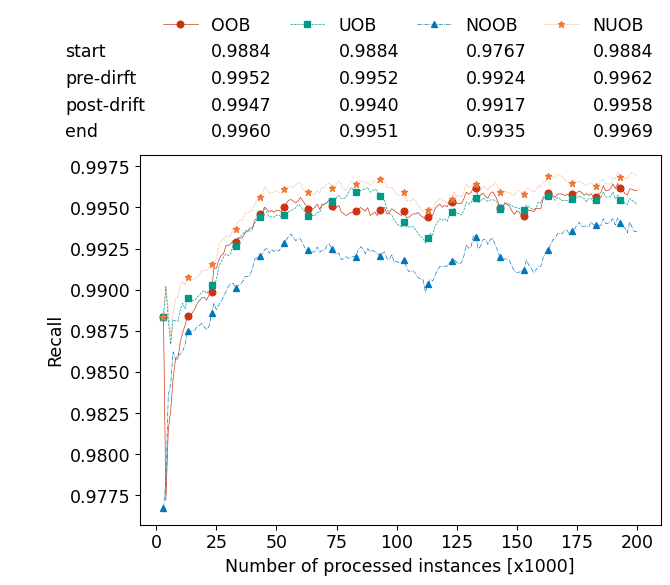 OOB UOB NOOB NUOB
start 0.9884 0.9884 0.9767 0.9884
pre-dirft 0.9952 0.9952 0.9924 0.9962
post-drift 0.9947 0.9940 0.9917 0.9958
end 0.9960 0.9951 0.9935 0.9969
0.9975
0.9950
0.9925
0.9900
0.9875
0.9850
0.9825
0.9800
0.9775
Recall
0 25 50 75 100 125 150 175 200
Number of processed instances [x1000]